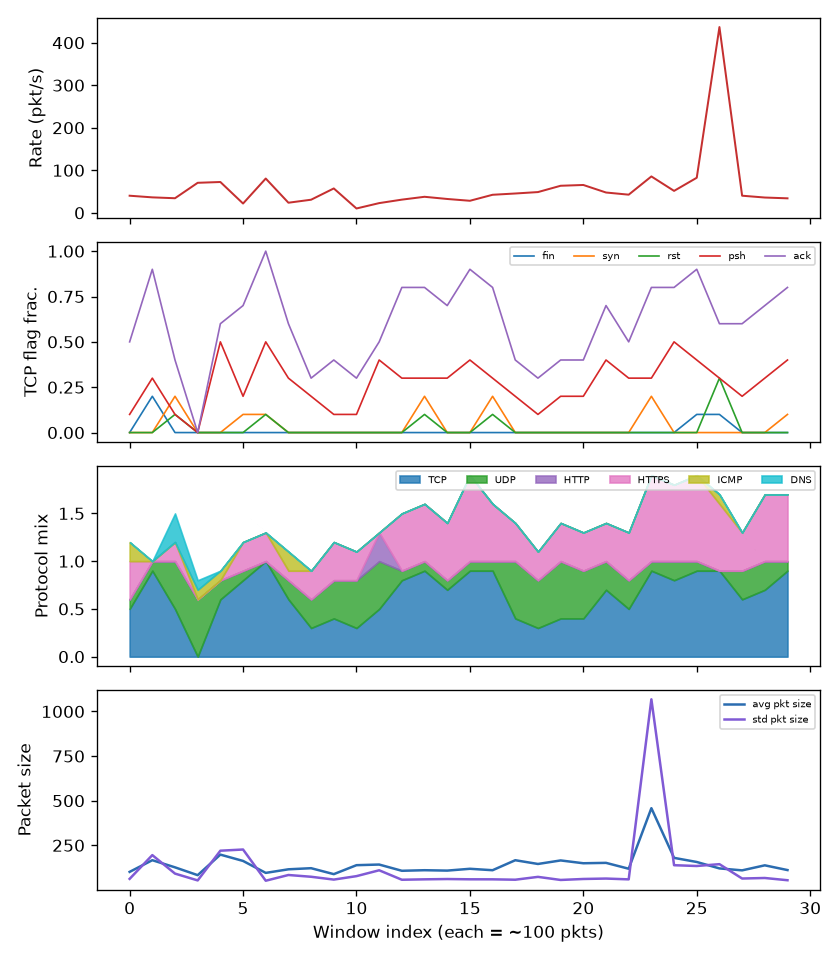 Rate (pkt/s)
400
300
200
100
0
TCP flag frac.
1.00
0.75
0.50
0.25
0.00
fin syn rst psh ack
Protocol mix
1.5
1.0
0.5
0.0
TCP UDP HTTP HTTPS ICMP DNS
Packet size
1000
750
500
250
avg pkt size
std pkt size
0 5 10 15 20 25 30
Window index (each = ~100 pkts)